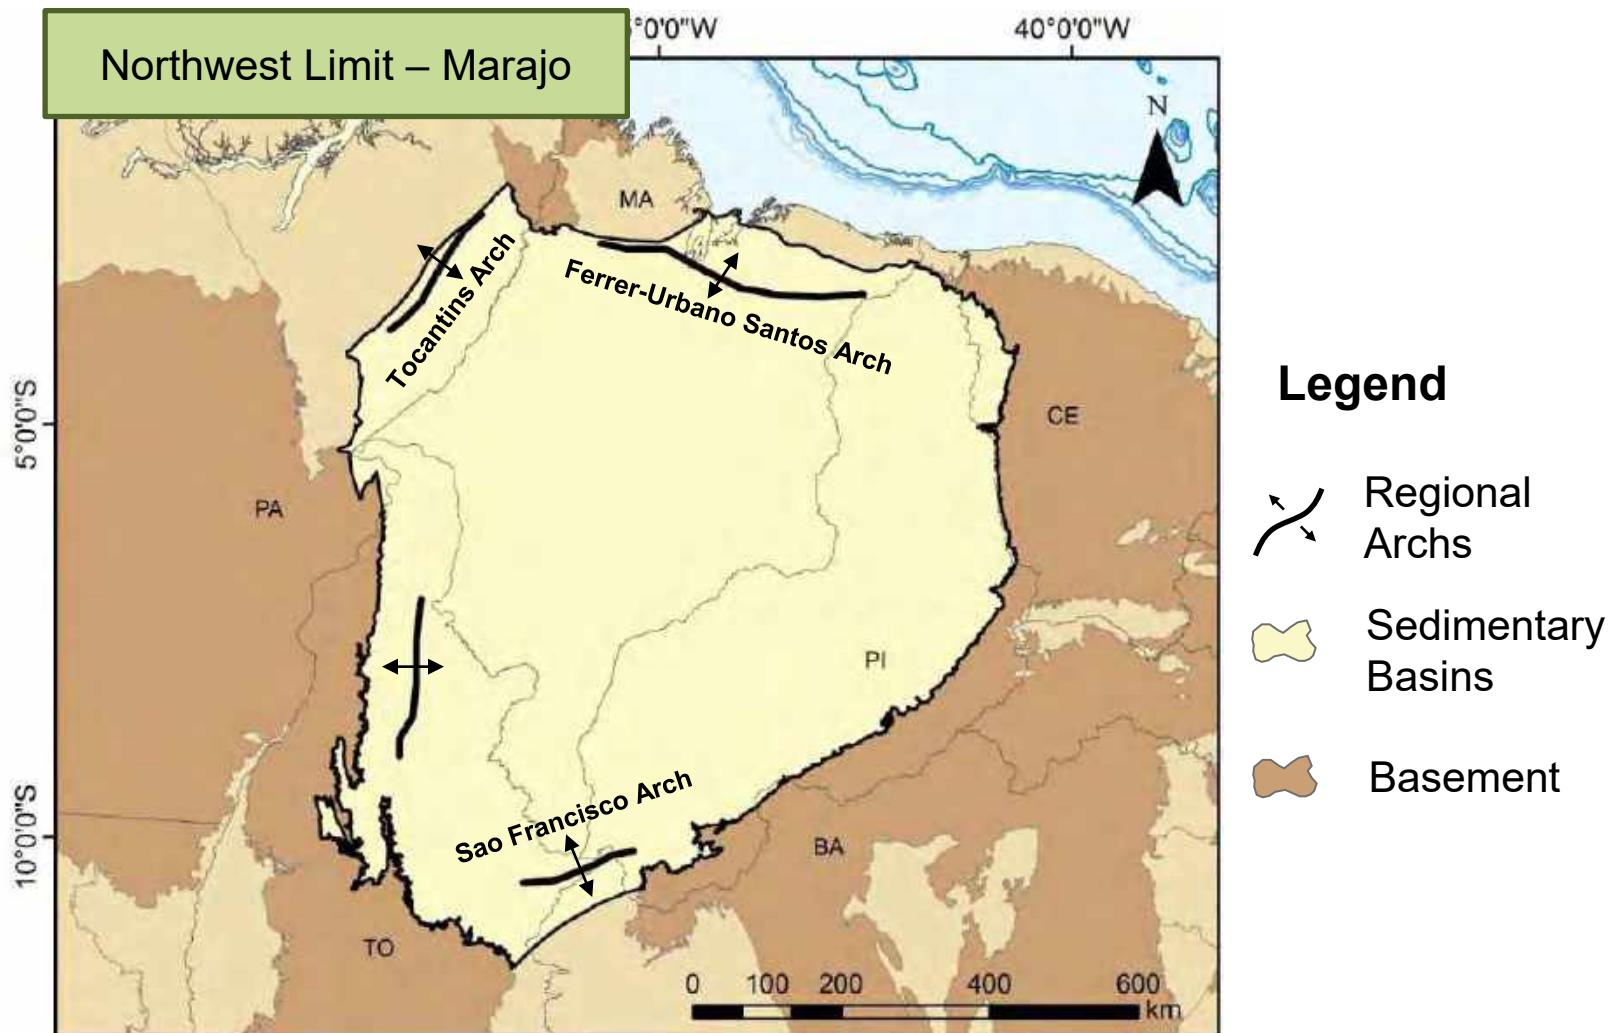 Northwest Limit – Marajo
°0'0"W
40°0'0"W
N
MA
Tocantins Arch
Ferrer-Urbano Santos Arch
5°0'0"S
CE
PA
PI
Sao Francisco Arch
10°0'0"S
BA
TO
0 100 200 400 600
km
Legend
Regional
Archs
Sedimentary
Basins
Basement